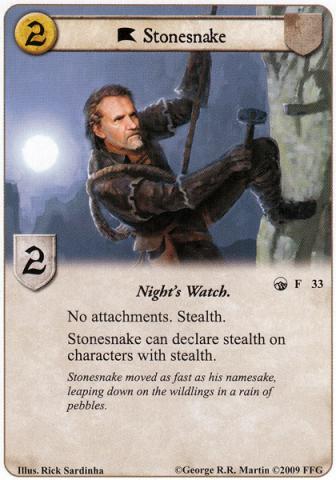 2
Stonesnake
2
Night's Watch.
F 33
No attachments. Stealth.
Stonesnake can declare stealth on
characters with stealth.
Stonesnake moved as fast as his namesake,
leaping down on the wildlings in a rain of
pebbles.
Illus. Rick Sardinha
©George R.R. Martin ©2009 FFG